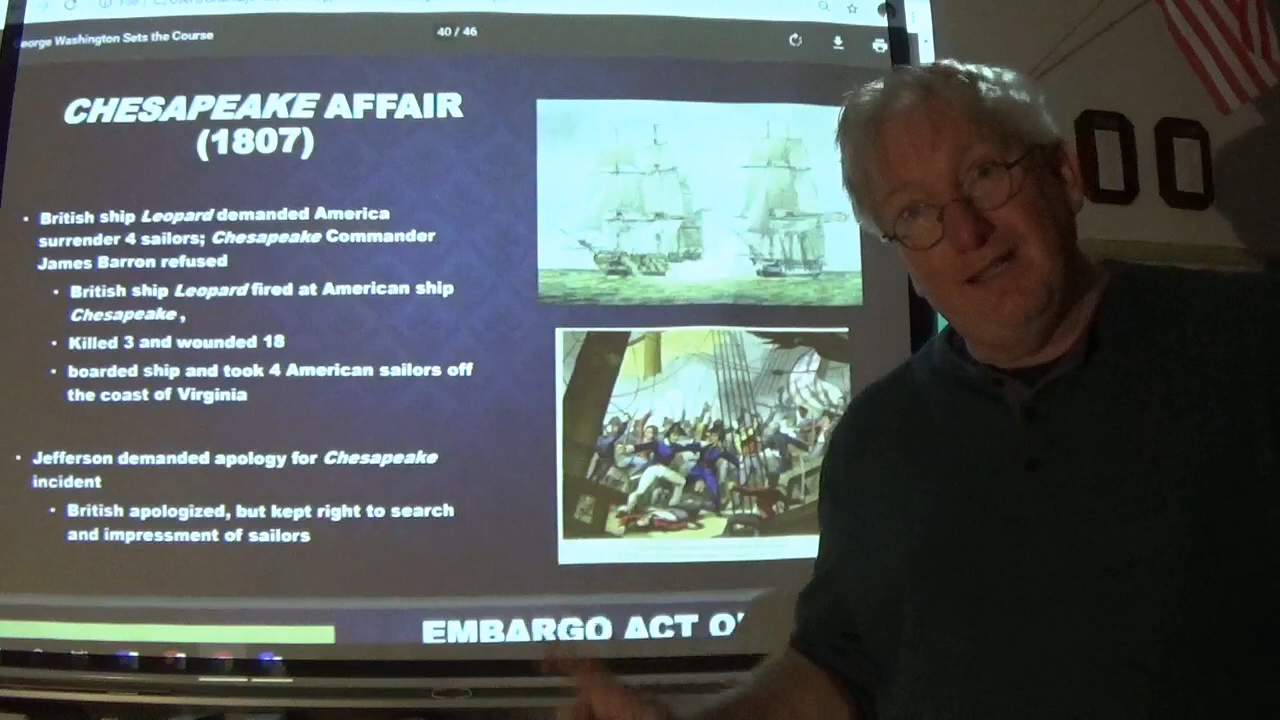 eorge Washington Sets the Course
40 / 46
CHESAPEAKE AFFAIR
(1807)
• British ship Leopard demanded America
surrender 4 sailors; Chesapeake Commander
James Barron refused
• British ship Leopard fired at American ship
Chesapeake,
• Killed 3 and wounded 18
• boarded ship and took 4 American sailors off
the coast of Virginia
• Jefferson demanded apology for Chesapeake
incident
• British apologized, but kept right to search
and impressment of sailors
EMBARGO ACT O
00